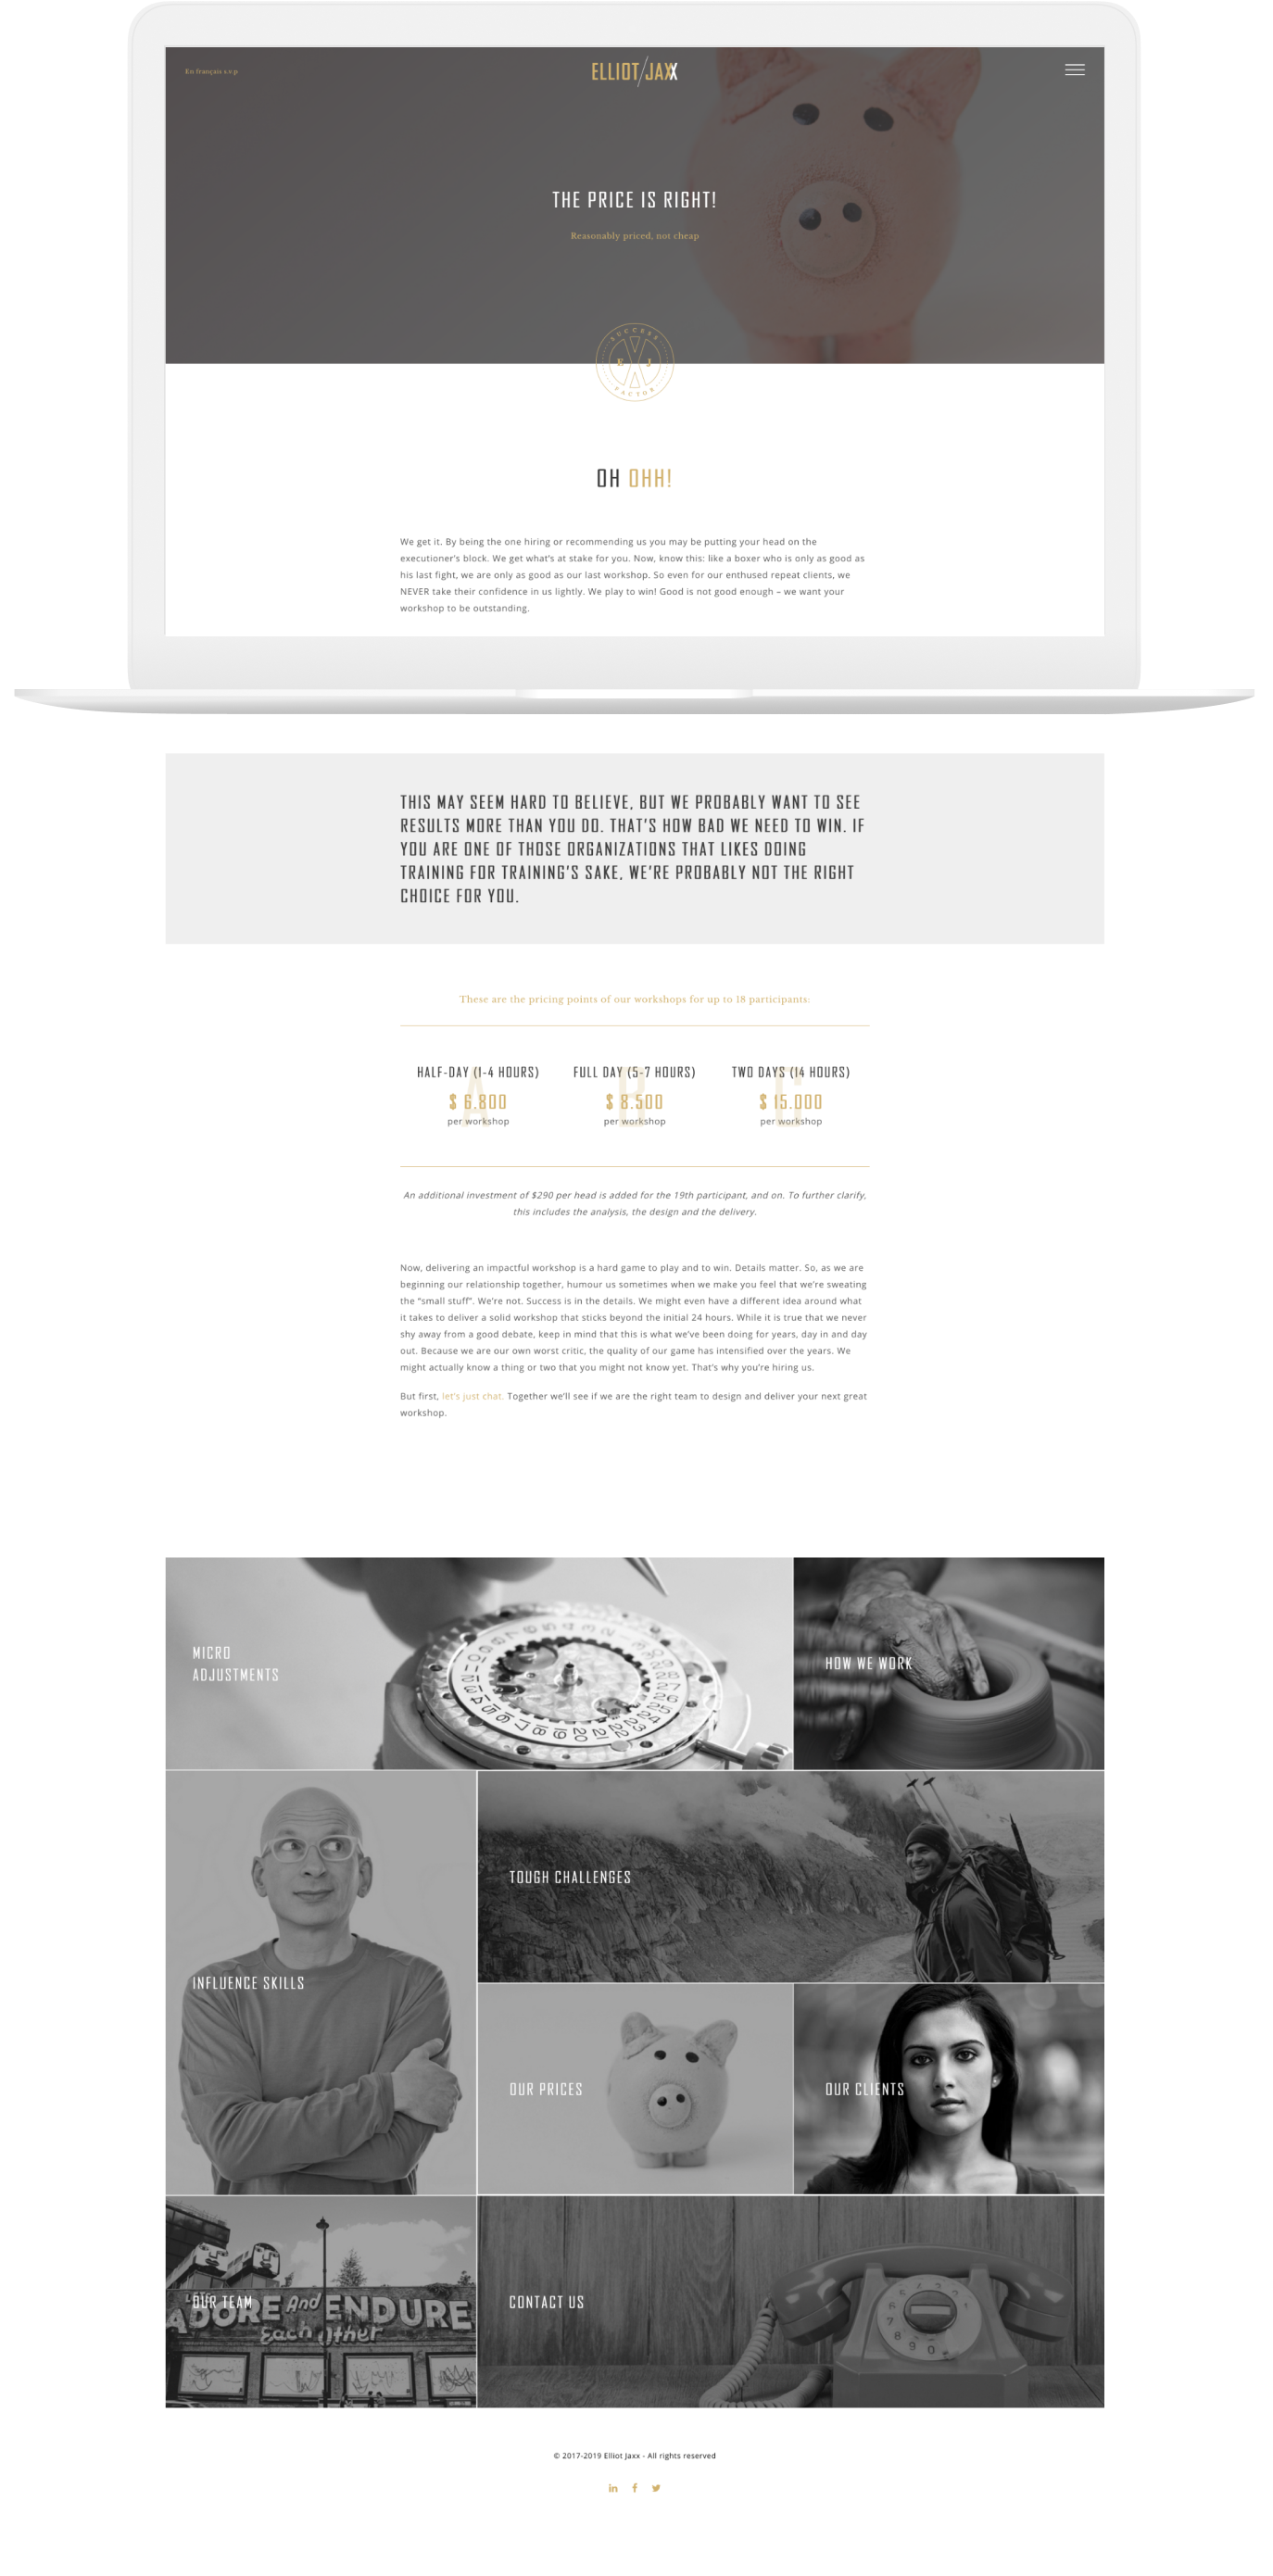 En français s.v.p
ELLIOT/JAXX
THE PRICE IS RIGHT!
Reasonably priced, not cheap
SUCCESS
E J
FACTOR
OH OHH!
We get it. By being the one hiring or recommending us you may be putting your head on the
executioner's block. We get what's at stake for you. Now, know this: like a boxer who is only as good as
his last fight, we are only as good as our last workshop. So even for our enthused repeat clients, we
NEVER take their confidence in us lightly. We play to win! Good is not good enough – we want your
workshop to be outstanding.
THIS MAY SEEM HARD TO BELIEVE, BUT WE PROBABLY WANT TO SEE
RESULTS MORE THAN YOU DO. THAT'S HOW BAD WE NEED TO WIN. IF
YOU ARE ONE OF THOSE ORGANIZATIONS THAT LIKES DOING
TRAINING FOR TRAINING'S SAKE, WE'RE PROBABLY NOT THE RIGHT
CHOICE FOR YOU.
These are the pricing points of our workshops for up to 18 participants:
A B C
HALF-DAY (1-4 HOURS) FULL DAY (5-7 HOURS) TWO DAYS (14 HOURS)
$ 6.800 $ 8.500 $ 15.000
per workshop per workshop per workshop
An additional investment of $290 per head is added for the 19th participant, and on. To further clarify,
this includes the analysis, the design and the delivery.
Now, delivering an impactful workshop is a hard game to play and to win. Details matter. So, as we are
beginning our relationship together, humour us sometimes when we make you feel that we're sweating
the "small stuff". We're not. Success is in the details. We might even have a different idea around what
it takes to deliver a solid workshop that sticks beyond the initial 24 hours. While it is true that we never
shy away from a good debate, keep in mind that this is what we've been doing for years, day in and day
out. Because we are our own worst critic, the quality of our game has intensified over the years. We
might actually know a thing or two that you might not know yet. That's why you're hiring us.
But first, let's just chat. Together we'll see if we are the right team to design and deliver your next great
workshop.
MICRO
ADJUSTMENTS
HOW WE WORK
INFLUENCE SKILLS
TOUGH CHALLENGES
OUR PRICES
OUR CLIENTS
OUR TEAM
ADORE And ENDURE
Each Other
CONTACT US
© 2017-2019 Elliot Jaxx - All rights reserved